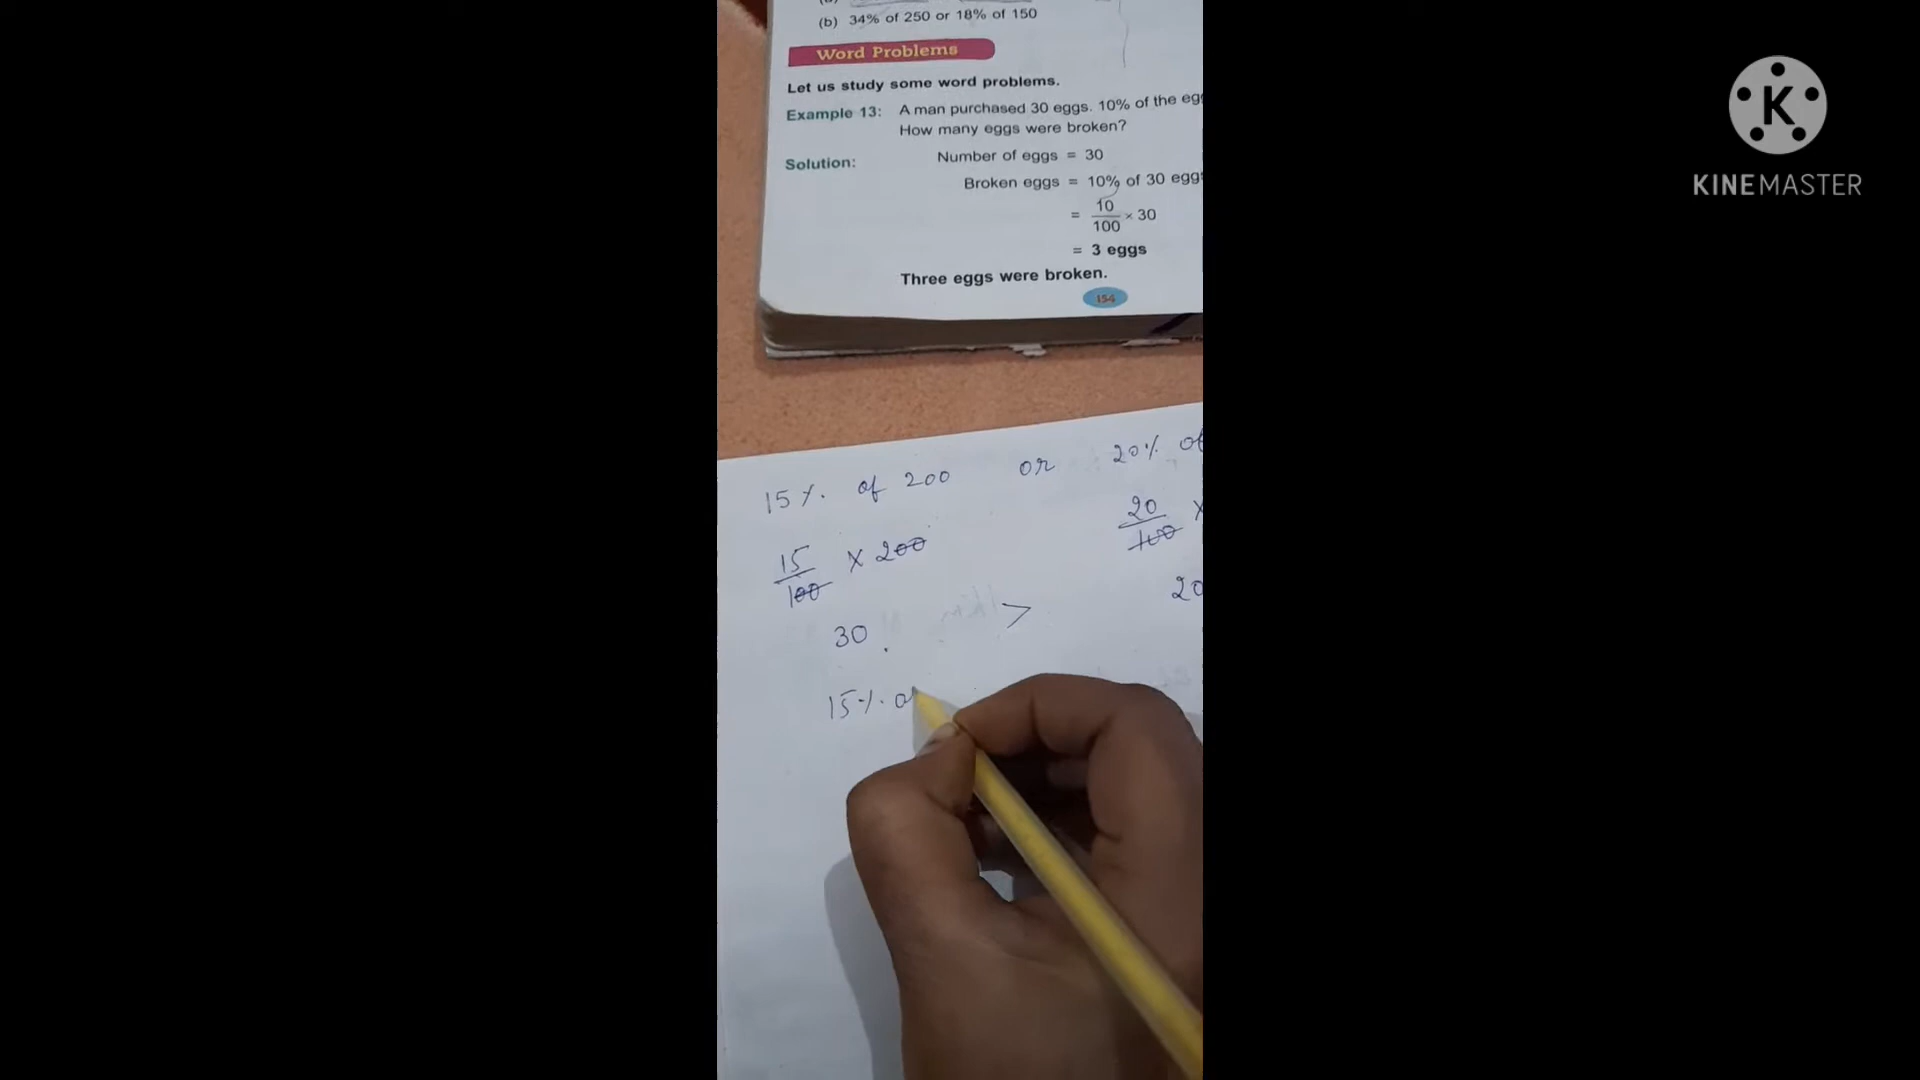 (b) 34% of 250 or 18% of 150
Word Problems
Let us study some word problems.
Example 13: A man purchased 30 eggs. 10% of the
How many eggs were broken?
Solution: Number of eggs = 30
Broken eggs = 10% of 30
= 10/100 × 30
= 3 eggs
Three eggs were broken.
154
15% of 200 or 20% of
15/100 × 200 20/100 ×
30 > 20
15%
K
KINEMASTER